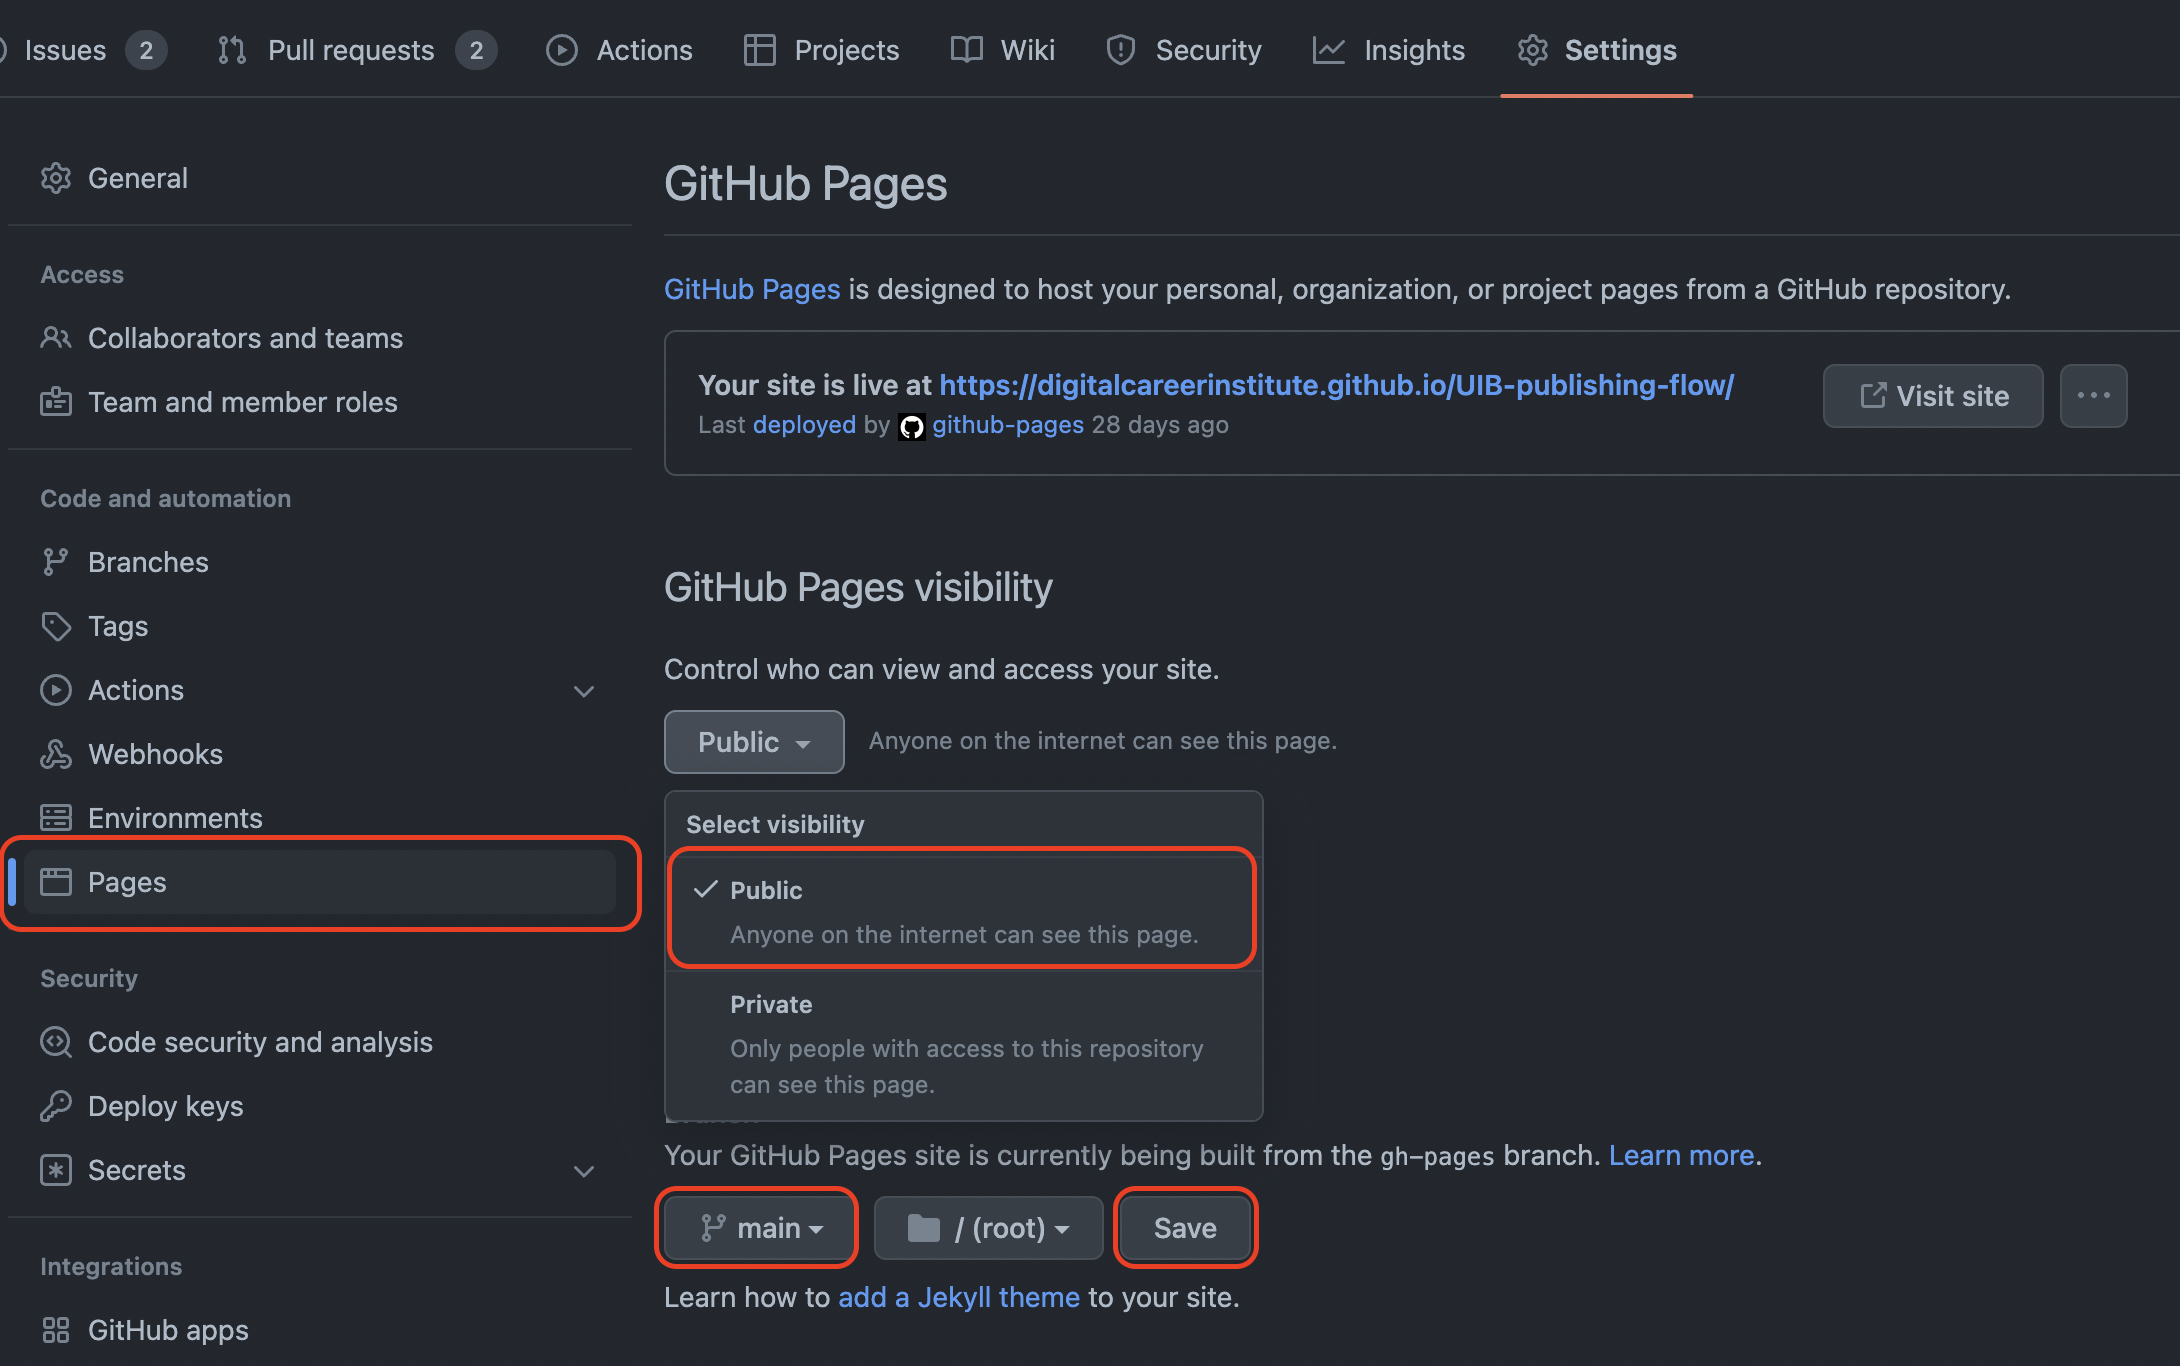 Issues 2 Pull requests 2 Actions Projects Wiki Security Insights Settings
General
Access
Collaborators and teams
Team and member roles
Code and automation
Branches
Tags
Actions
Webhooks
Environments
Pages
Security
Code security and analysis
Deploy keys
Secrets
Integrations
GitHub apps
GitHub Pages
GitHub Pages is designed to host your personal, organization, or project pages from a GitHub repository.
Your site is live at https://digitalcareerinstitute.github.io/UIB-publishing-flow/
Last deployed by github-pages 28 days ago
Visit site
GitHub Pages visibility
Control who can view and access your site.
Public Anyone on the internet can see this page.
Select visibility
Public
Anyone on the internet can see this page.
Private
Only people with access to this repository
can see this page.
Your GitHub Pages site is currently being built from the gh-pages branch. Learn more.
main / (root) Save
Learn how to add a Jekyll theme to your site.